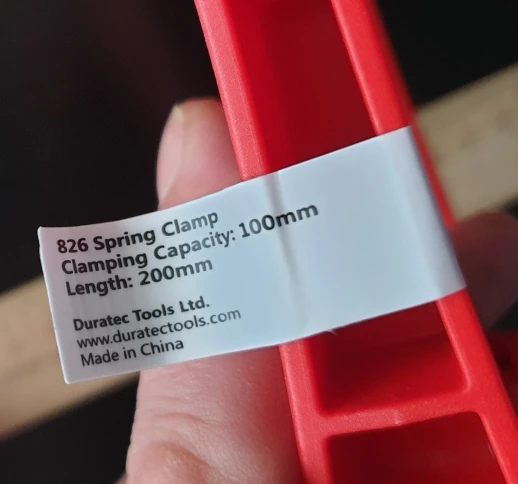 826 Spring Clamp
Clamping Capacity: 100mm
Length: 200mm
Duratec Tools Ltd.
www.duratectools.com
Made in China